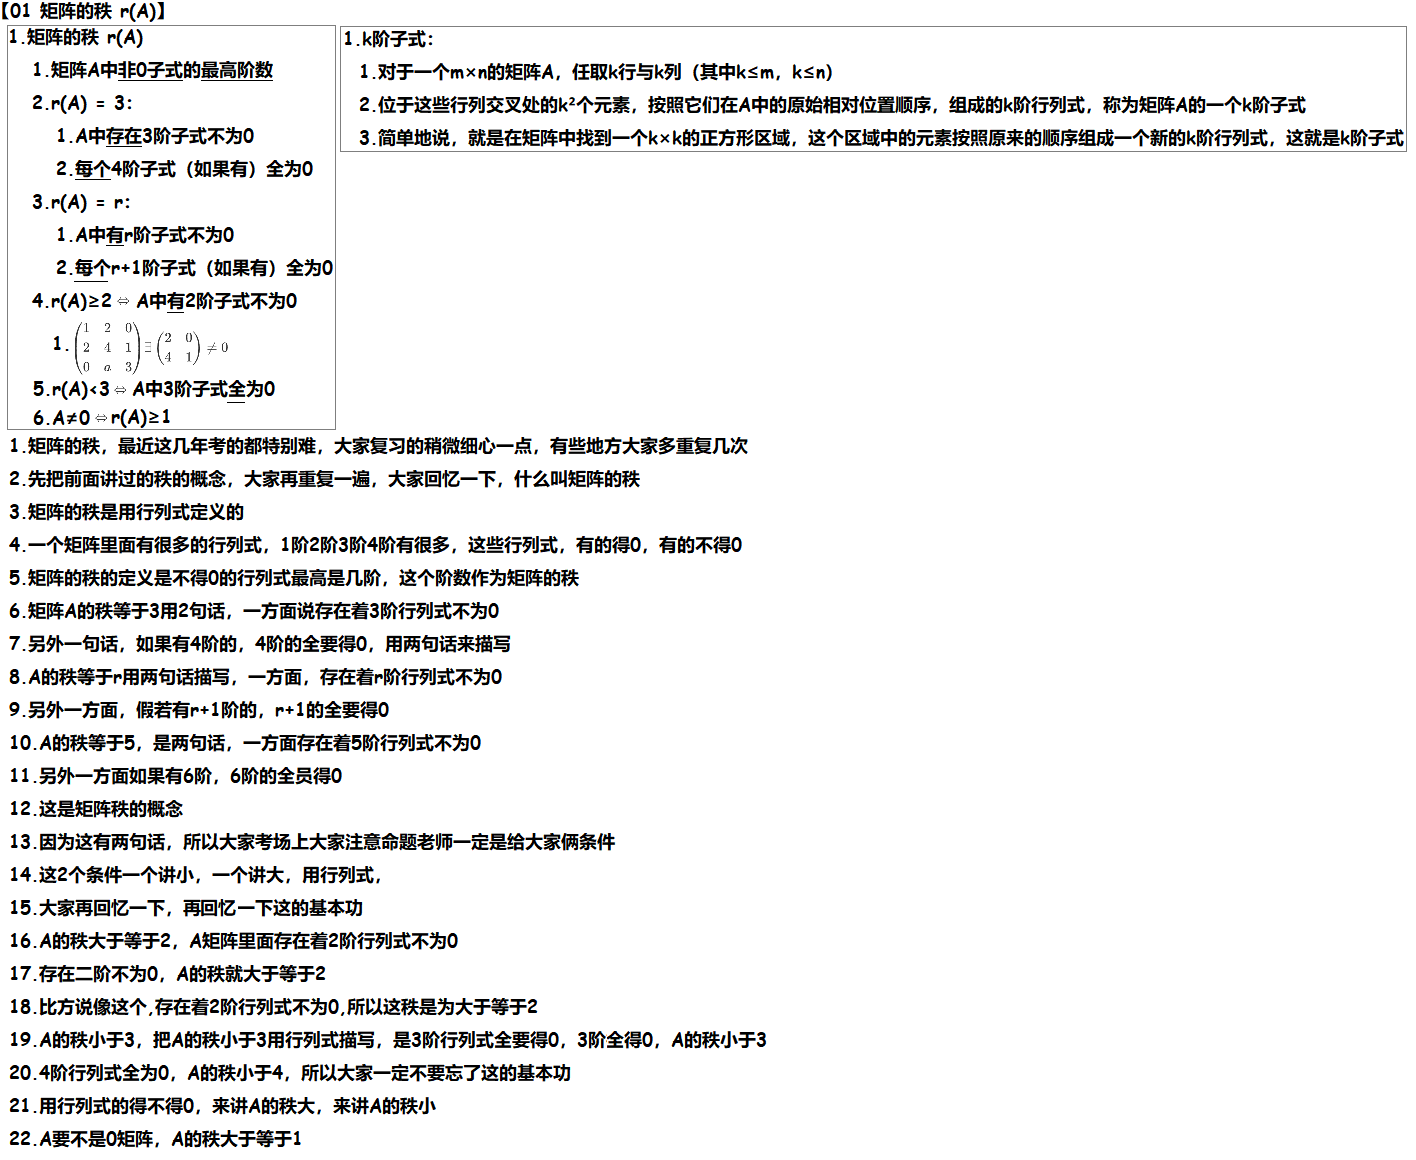 【01 矩阵的秩 r(A)】
1.矩阵的秩 r(A)
1.矩阵A中非0子式的最高阶数
2.r(A) = 3:
1.A中存在3阶子式不为0
2.每个4阶子式（如果有）全为0
3.r(A) = r:
1.A中有r阶子式不为0
2.每个r+1阶子式（如果有）全为0
4.r(A)≥2⇔A中有2阶子式不为0
1.(1 2 0
2 4 1
0 a 3)∃(2 0
4 1)≠0
5.r(A)<3⇔A中3阶子式全为0
6.A≠0⇔r(A)≥1
1.k阶子式：
1.对于一个m×n的矩阵A，任取k行与k列（其中k≤m，k≤n）
2.位于这些行列交叉处的k²个元素，按照它们在A中的原始相对位置顺序，组成的k阶行列式，称为矩阵A的一个k阶子式
3.简单地说，就是在矩阵中找到一个k×k的正方形区域，这个区域中的元素按照原来的顺序组成一个新的k阶行列式，这就是k阶子式
1.矩阵的秩，最近这几年考的都特别难，大家复习的稍微细心一点，有些地方大家多重复几次
2.先把前面讲过的秩的概念，大家再重复一遍，大家回忆一下，什么叫矩阵的秩
3.矩阵的秩是用行列式定义的
4.一个矩阵里面有很多的行列式，1阶2阶3阶4阶有很多，这些行列式，有的得0，有的不得0
5.矩阵的秩的定义是不得0的行列式最高是几阶，这个阶数作为矩阵的秩
6.矩阵A的秩等于3用2句话，一方面说存在着3阶行列式不为0
7.另外一句话，如果有4阶的，4阶的全要得0，用两句话来描写
8.A的秩等于r用两句话描写，一方面，存在着r阶行列式不为0
9.另外一方面，假若有r+1阶的，r+1的全要得0
10.A的秩等于5，是两句话，一方面存在着5阶行列式不为0
11.另外一方面如果有6阶，6阶的全员得0
12.这是矩阵秩的概念
13.因为这有两句话，所以大家考场上大家注意命题老师一定是给大家俩条件
14.这2个条件一个讲小，一个讲大，用行列式，
15.大家再回忆一下，再回忆一下这的基本功
16.A的秩大于等于2，A矩阵里面存在着2阶行列式不为0
17.存在二阶不为0，A的秩就大于等于2
18.比方说像这个,存在着2阶行列式不为0,所以这秩是为大于等于2
19.A的秩小于3，把A的秩小于3用行列式描写，是3阶行列式全要得0，3阶全得0，A的秩小于3
20.4阶行列式全为0，A的秩小于4，所以大家一定不要忘了这的基本功
21.用行列式的得不得0，来讲A的秩大，来讲A的秩小
22.A要不是0矩阵，A的秩大于等于1